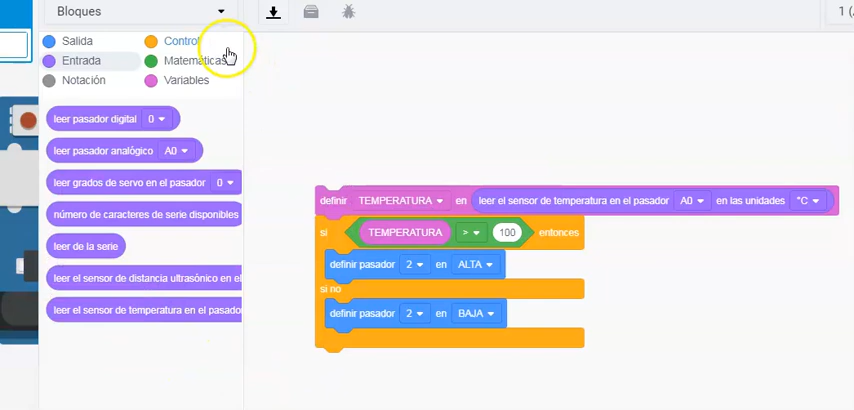 Bloques
1 (
Salida
Control
Entrada
Matemáticas
Notación
Variables
leer pasador digital 0
leer pasador analógico A0
leer grados de servo en el pasador 0
número de caracteres de serie disponibles
leer de la serie
leer el sensor de distancia ultrasónico en el
leer el sensor de temperatura en el pasador
definir TEMPERATURA en leer el sensor de temperatura en el pasador A0 en las unidades °C
si TEMPERATURA > 100 entonces
definir pasador 2 en ALTA
si no
definir pasador 2 en BAJA